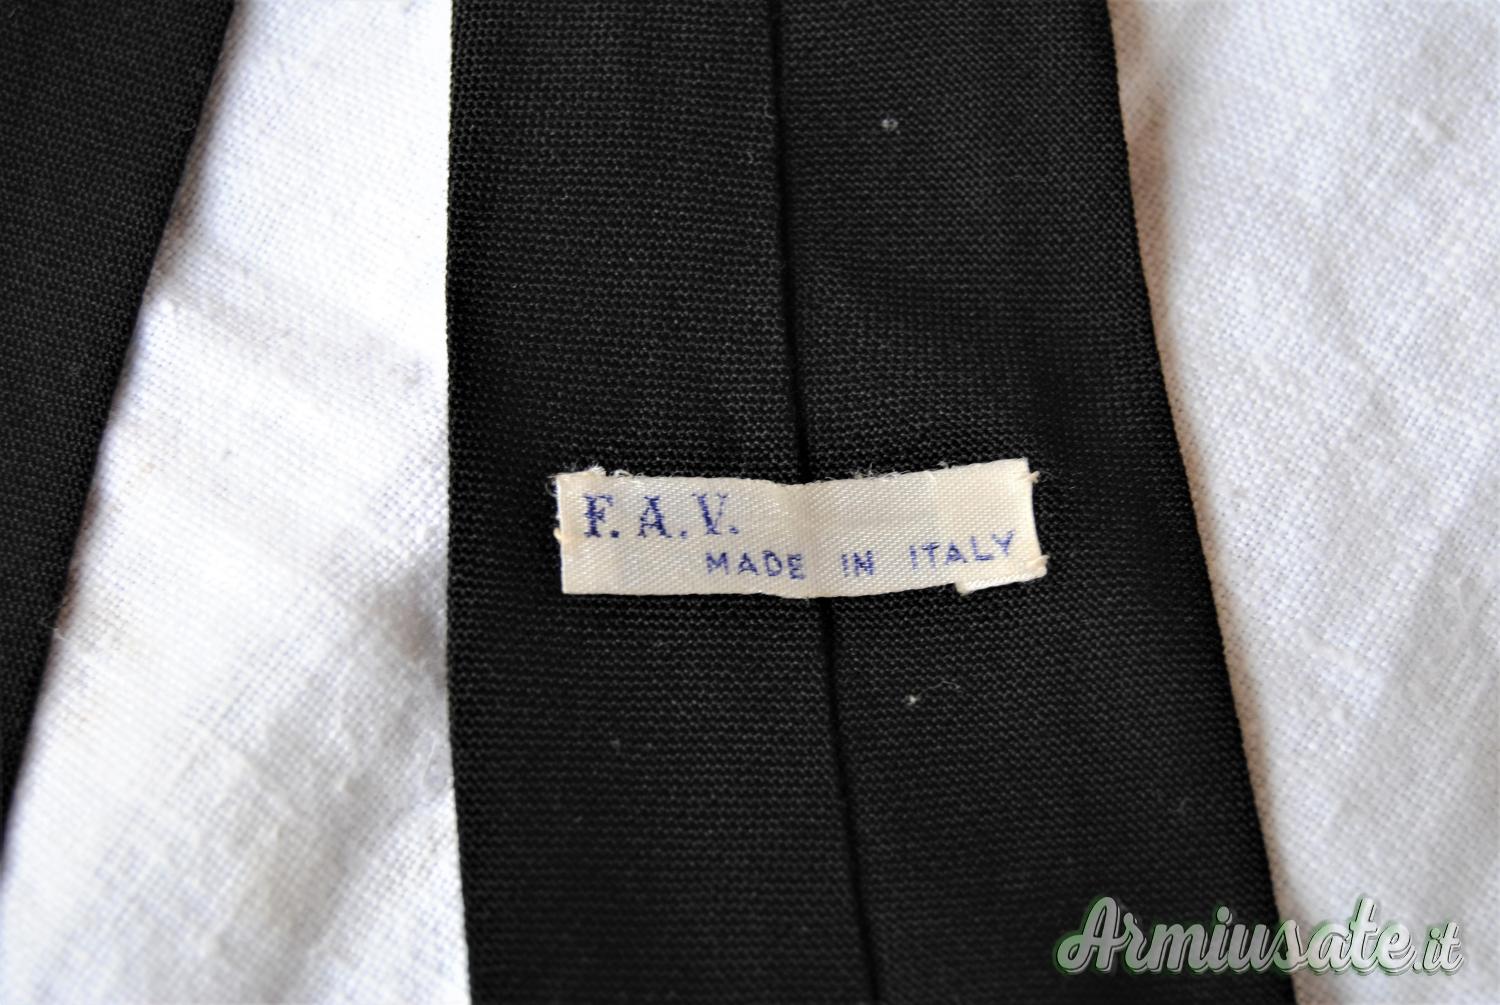 F. A. V.
MADE IN ITALY
Armiusate.it